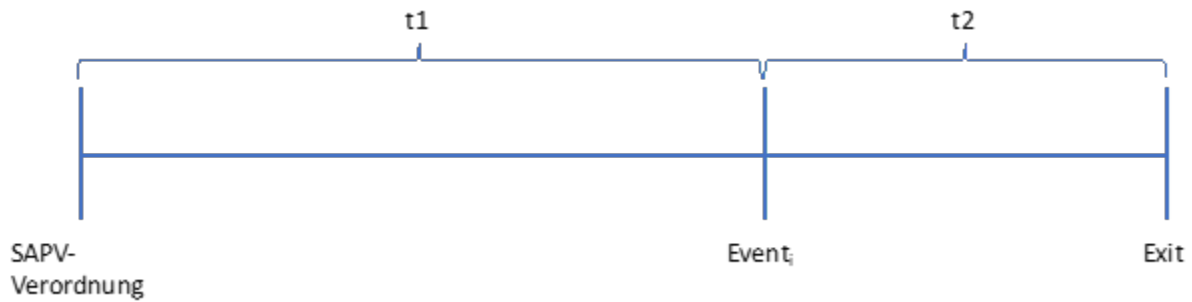 t1
t2
SAPV-
Verordnung
Eventᵢ
Exit